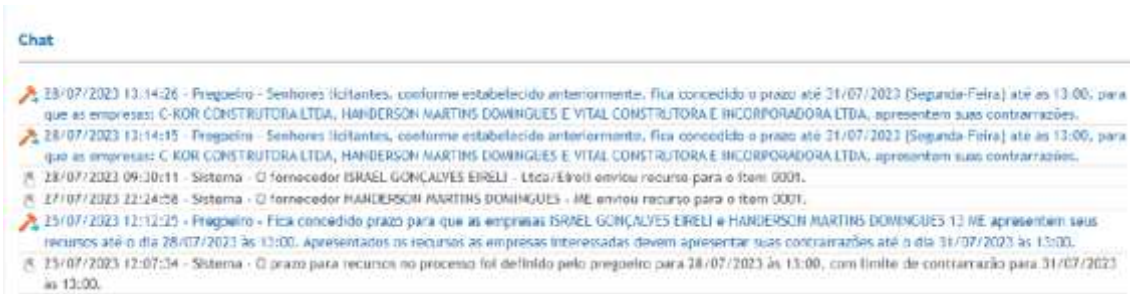 Chat
28/07/2023 13:14:26 - Pregoeiro - Senhores licitantes, conforme estabelecido anteriormente, fica concedido o prazo até 31/07/2023 (Segunda-Feira) até as 13:00, para
que as empresas: C-KOR CONSTRUTORA LTDA, HANDERSON MARTINS DOMINGUES E VITAL CONSTRUTORA E INCORPORADORA LTDA, apresentem suas contrarrazões.
28/07/2023 13:14:15 - Pregoeiro - Senhores licitantes, conforme estabelecido anteriormente, fica concedido o prazo até 31/07/2023 (Segunda-Feira) até as 13:00, para
que as empresas: C-KOR CONSTRUTORA LTDA, HANDERSON MARTINS DOMINGUES E VITAL CONSTRUTORA E INCORPORADORA LTDA, apresentem suas contrarrazões.
28/07/2023 09:30:11 - Sistema - O fornecedor ISRAEL GONÇALVES EIRELI - Ltda/Eireli enviou recurso para o item 0001.
27/07/2023 22:24:58 - Sistema - O fornecedor HANDERSON MARTINS DOMINGUES - ME enviou recurso para o item 0001.
25/07/2023 12:12:25 - Pregoeiro - Fica concedido prazo para que as empresas ISRAEL GONÇALVES EIRELI e HANDERSON MARTINS DOMINGUES 13 ME apresentem seus
recursos até o dia 28/07/2023 às 13:00. Apresentados os recursos as empresas interessadas devem apresentar suas contrarrazões até o dia 31/07/2023 às 13:00.
25/07/2023 12:07:34 - Sistema - O prazo para recursos no processo foi definido pelo pregoeiro para 28/07/2023 às 13:00, com limite de contrarrazão para 31/07/2023
às 13:00.